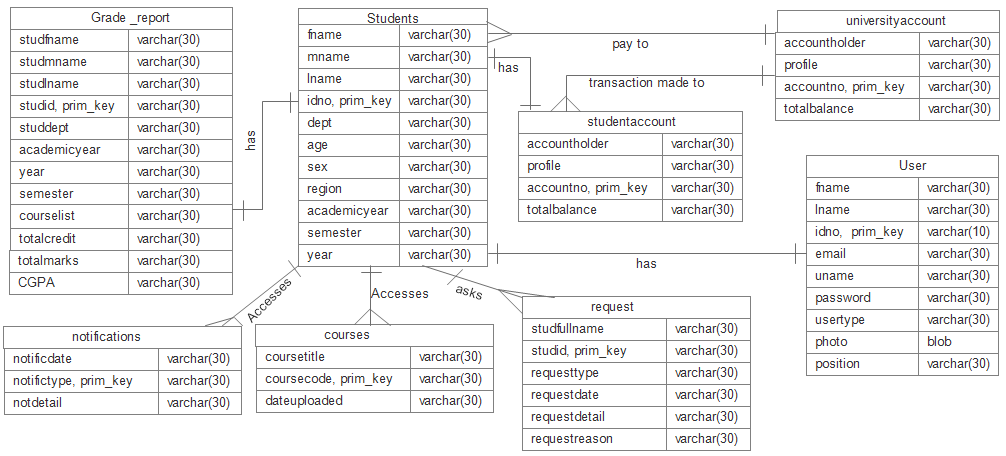 Grade _report
studfname varchar(30)
studmname varchar(30)
studlname varchar(30)
studid, prim_key varchar(30)
studdept varchar(30)
academicyear varchar(30)
year varchar(30)
semester varchar(30)
courselist varchar(30)
totalcredit varchar(30)
totalmarks varchar(30)
CGPA varchar(30)
has
Students
fname varchar(30)
mname varchar(30)
lname varchar(30)
idno, prim_key varchar(30)
dept varchar(30)
age varchar(30)
sex varchar(30)
region varchar(30)
academicyear varchar(30)
semester varchar(30)
year varchar(30)
pay to
has
transaction made to
universityaccount
accountholder varchar(30)
profile varchar(30)
accountno, prim_key varchar(30)
totalbalance varchar(30)
studentaccount
accountholder varchar(30)
profile varchar(30)
accountno, prim_key varchar(30)
totalbalance varchar(30)
User
fname varchar(30)
lname varchar(30)
idno, prim_key varchar(10)
email varchar(30)
uname varchar(30)
password varchar(30)
usertype varchar(30)
photo blob
position varchar(30)
has
Accesses
Accesses
asks
notifications
notificdate varchar(30)
notifictype, prim_key varchar(30)
notdetail varchar(30)
courses
coursetitle varchar(30)
coursecode, prim_key varchar(30)
dateuploaded varchar(30)
request
studfullname varchar(30)
studid, prim_key varchar(30)
requesttype varchar(30)
requestdate varchar(30)
requestdetail varchar(30)
requestreason varchar(30)